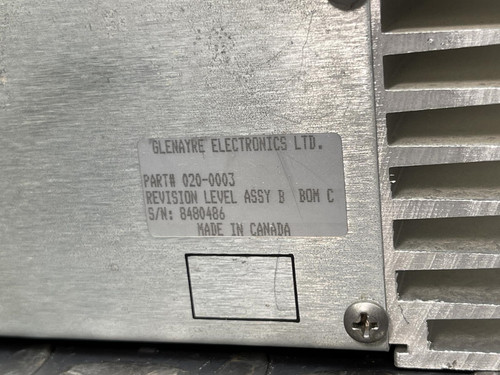 GLENAYRE ELECTRONICS LTD.
PART# 020-0003
REVISION LEVEL ASSY B BOM C
S/N: 8480486
MADE IN CANADA